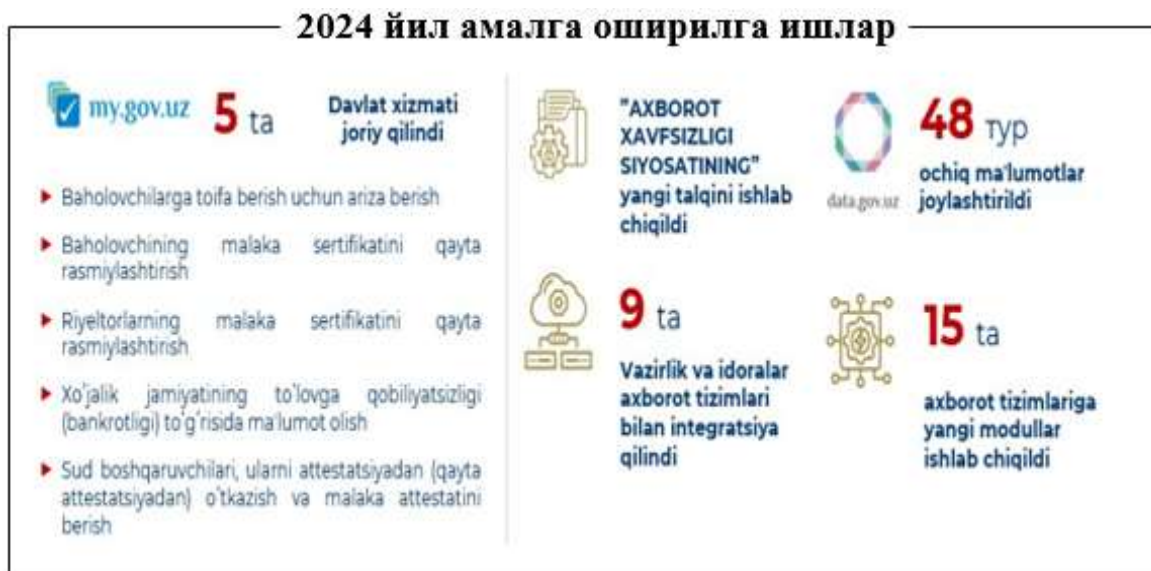 2024 йил амалга оширилга ишлар
my.gov.uz
5 ta
Davlat xizmati
joriy qilindi
Baholovchilarga toifa berish uchun ariza berish
Baholovchining malaka sertifikatini qayta
rasmiylashtirish
Riyeltorlarning malaka sertifikatini qayta
rasmiylashtirish
Xo'jalik jamiyatining to'lovga qobiliyatsizligi
(bankrotligi) to'g'risida ma'lumot olish
Sud boshqaruvchilari, ularni attestatsiyadan (qayta
attestatsiyadan) o'tkazish va malaka attestatini
berish
"AXBOROT
XAVFSIZLIGI
SIYOSATINING"
yangi talqini ishlab
chiqildi
data.gov.uz
48 тур
ochiq ma'lumotlar
joylashtirildi
9 ta
Vazirlik va idoralar
axborot tizimlari
bilan integratsiya
qilindi
15 ta
axborot tizimlariga
yangi modullar
ishlab chiqildi